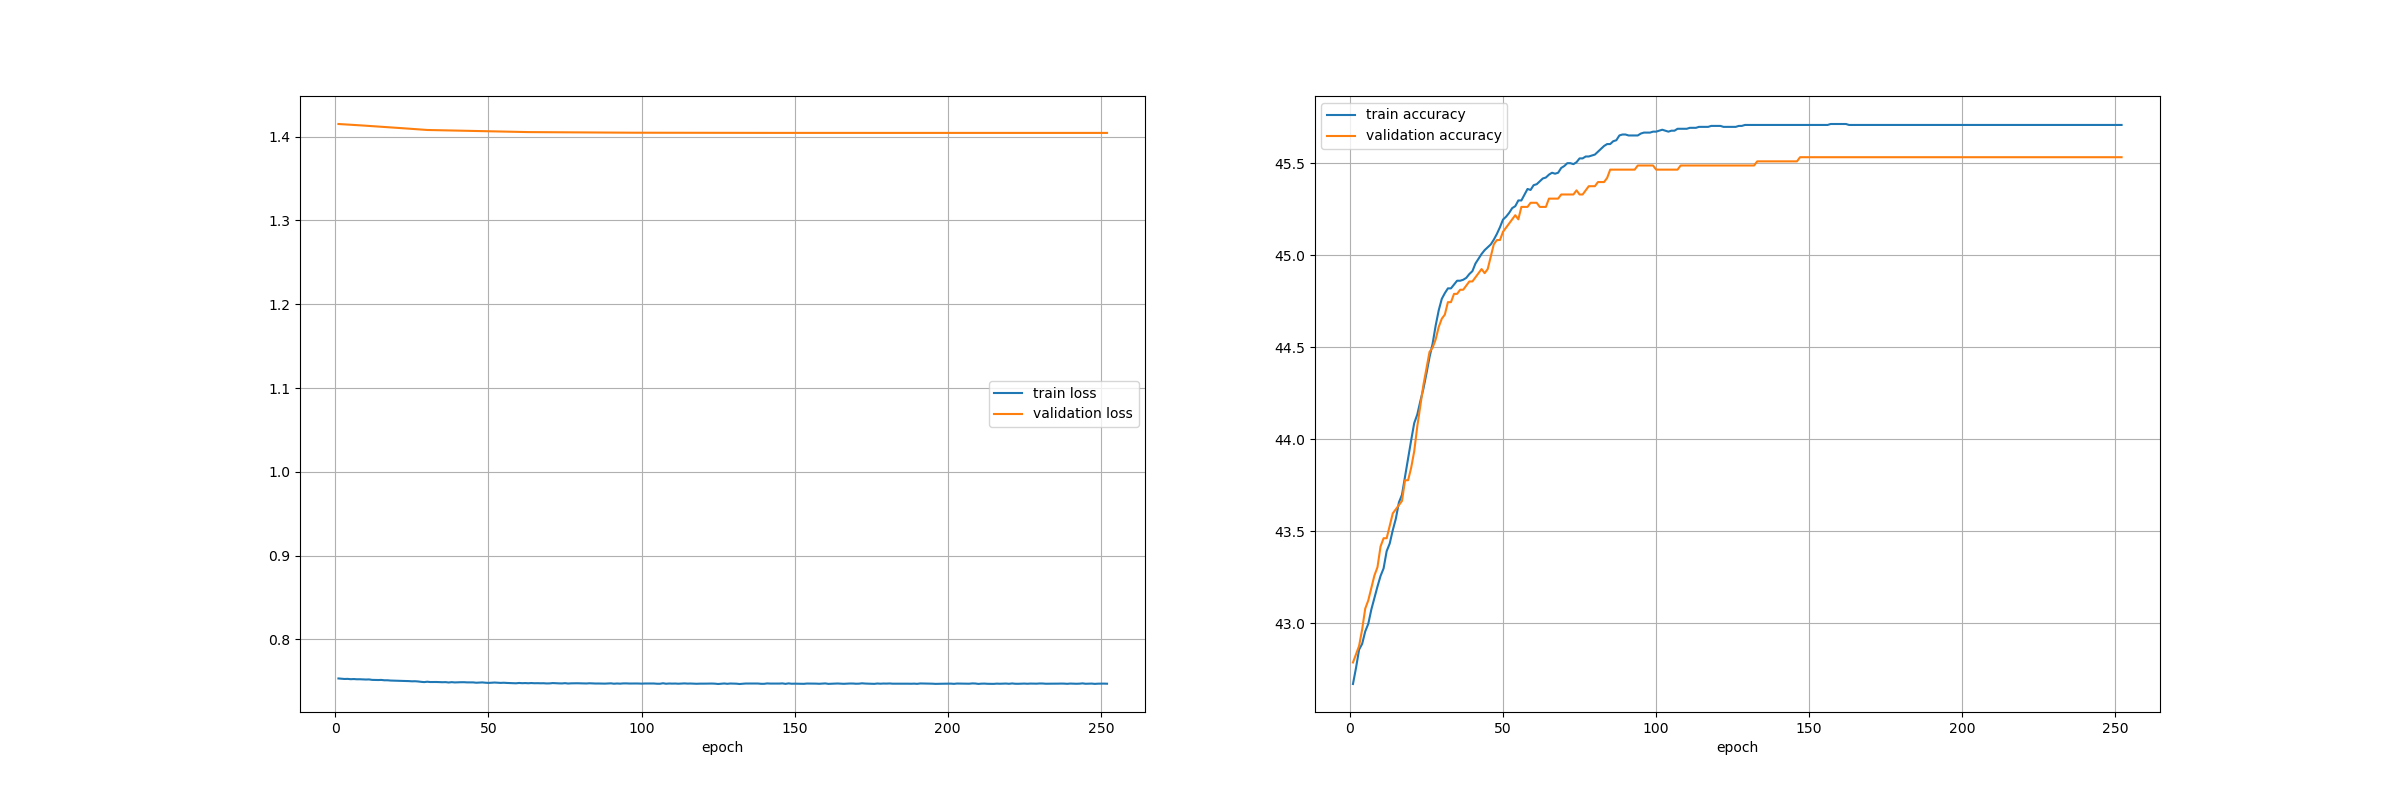 1.4
1.3
1.2
1.1
1.0
0.9
0.8
train loss
validation loss
0 50 100 150 200 250
epoch
train accuracy
validation accuracy
45.5
45.0
44.5
44.0
43.5
43.0
0 50 100 150 200 250
epoch